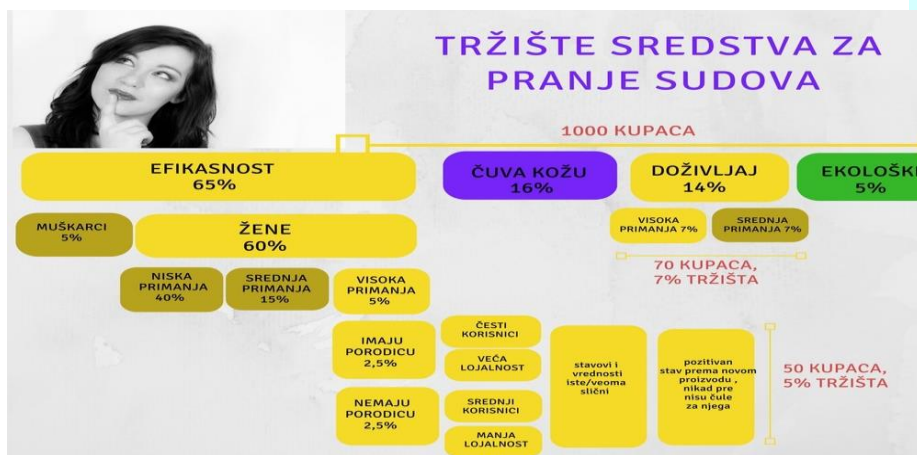 TRŽIŠTE SREDSTVA ZA
PRANJE SUDOVA
1000 KUPACA
EFIKASNOST
65%
ČUVA KOŽU
16%
DOŽIVLJAJ
14%
EKOLOŠKI
5%
MUŠKARCI
5%
ŽENE
60%
VISOKA
PRIMANJA 7%
SREDNJA
PRIMANJA 7%
70 KUPACA,
7% TRŽIŠTA
NISKA
PRIMANJA
40%
SREDNJA
PRIMANJA
15%
VISOKA
PRIMANJA
5%
IMAJU
PORODICU
2,5%
ČESTI
KORISNICI
VEĆA
LOJALNOST
NEMAJU
PORODICU
2,5%
SREDNJI
KORISNICI
MANJA
LOJALNOST
stavovi i
vrednosti
iste/veoma
slični
pozitivan
stav prema novom
proizvodu ,
nikad pre
nisu čule
za njega
50 KUPACA,
5% TRŽIŠTA